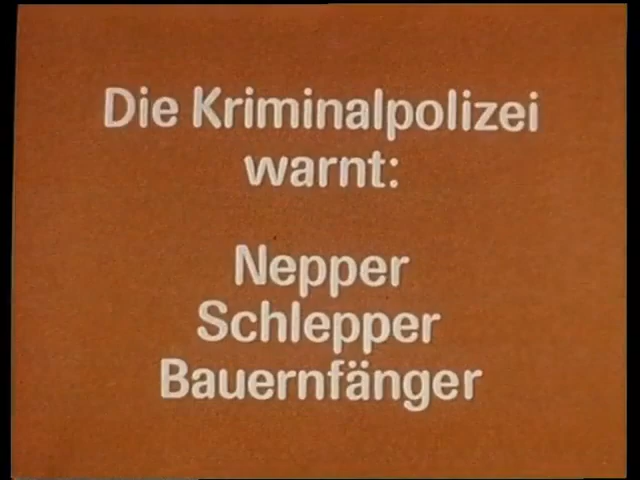 Die Kriminalpolizei
warnt:
Nepper
Schlepper
Bauernfänger